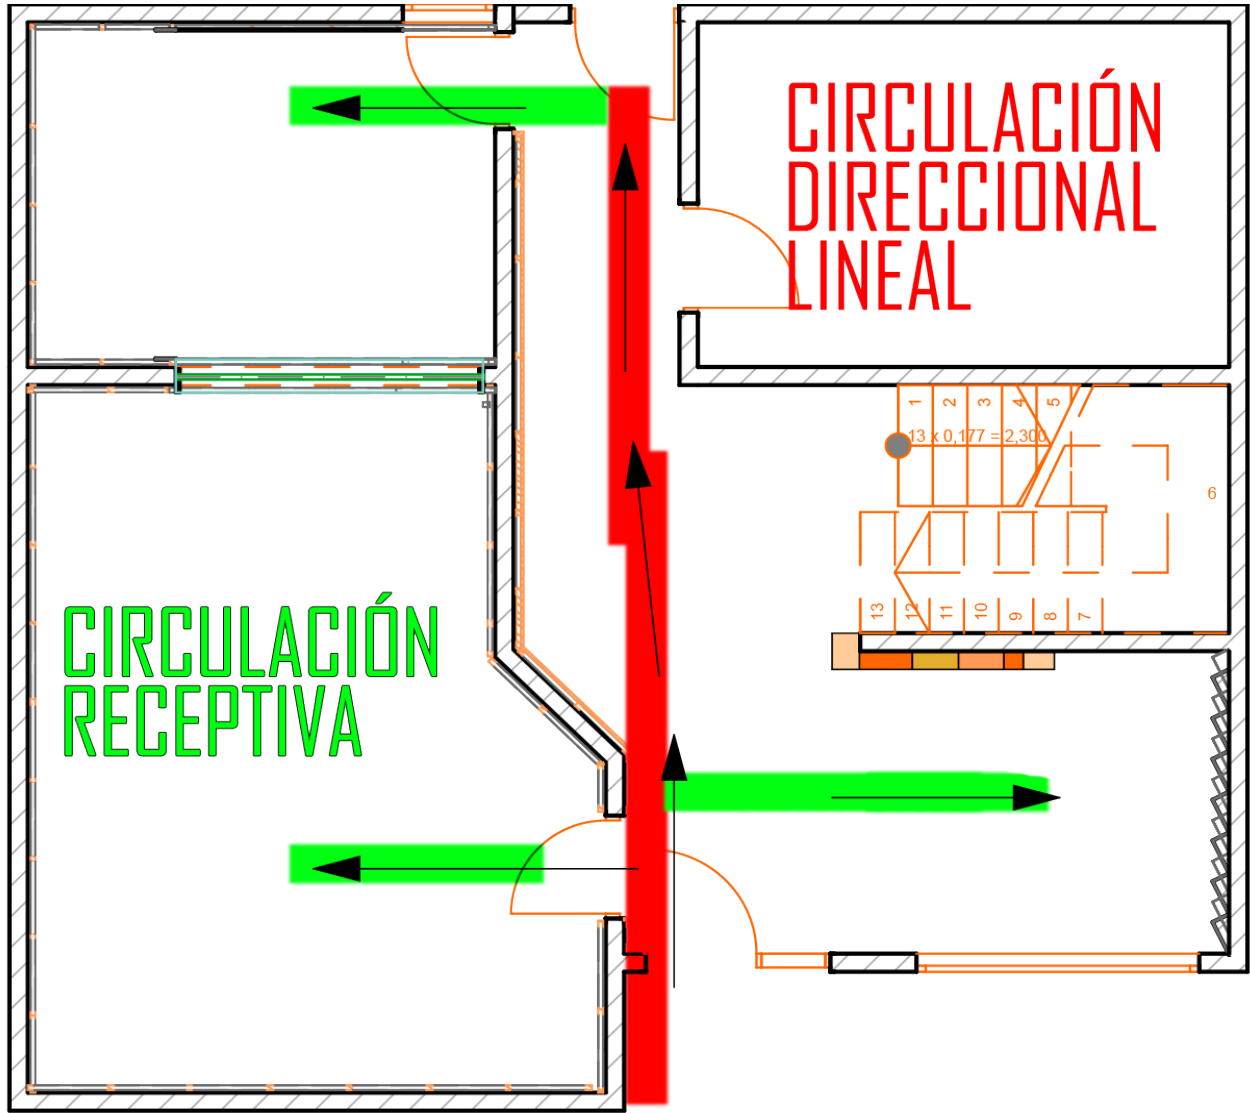 CIRCULACIÓN
DIRECCIONAL
LINEAL
1 2 3 4 5
13 x 0,177 = 2,300
6
13 12 11 10 9 8 7
CIRCULACIÓN
RECEPTIVA